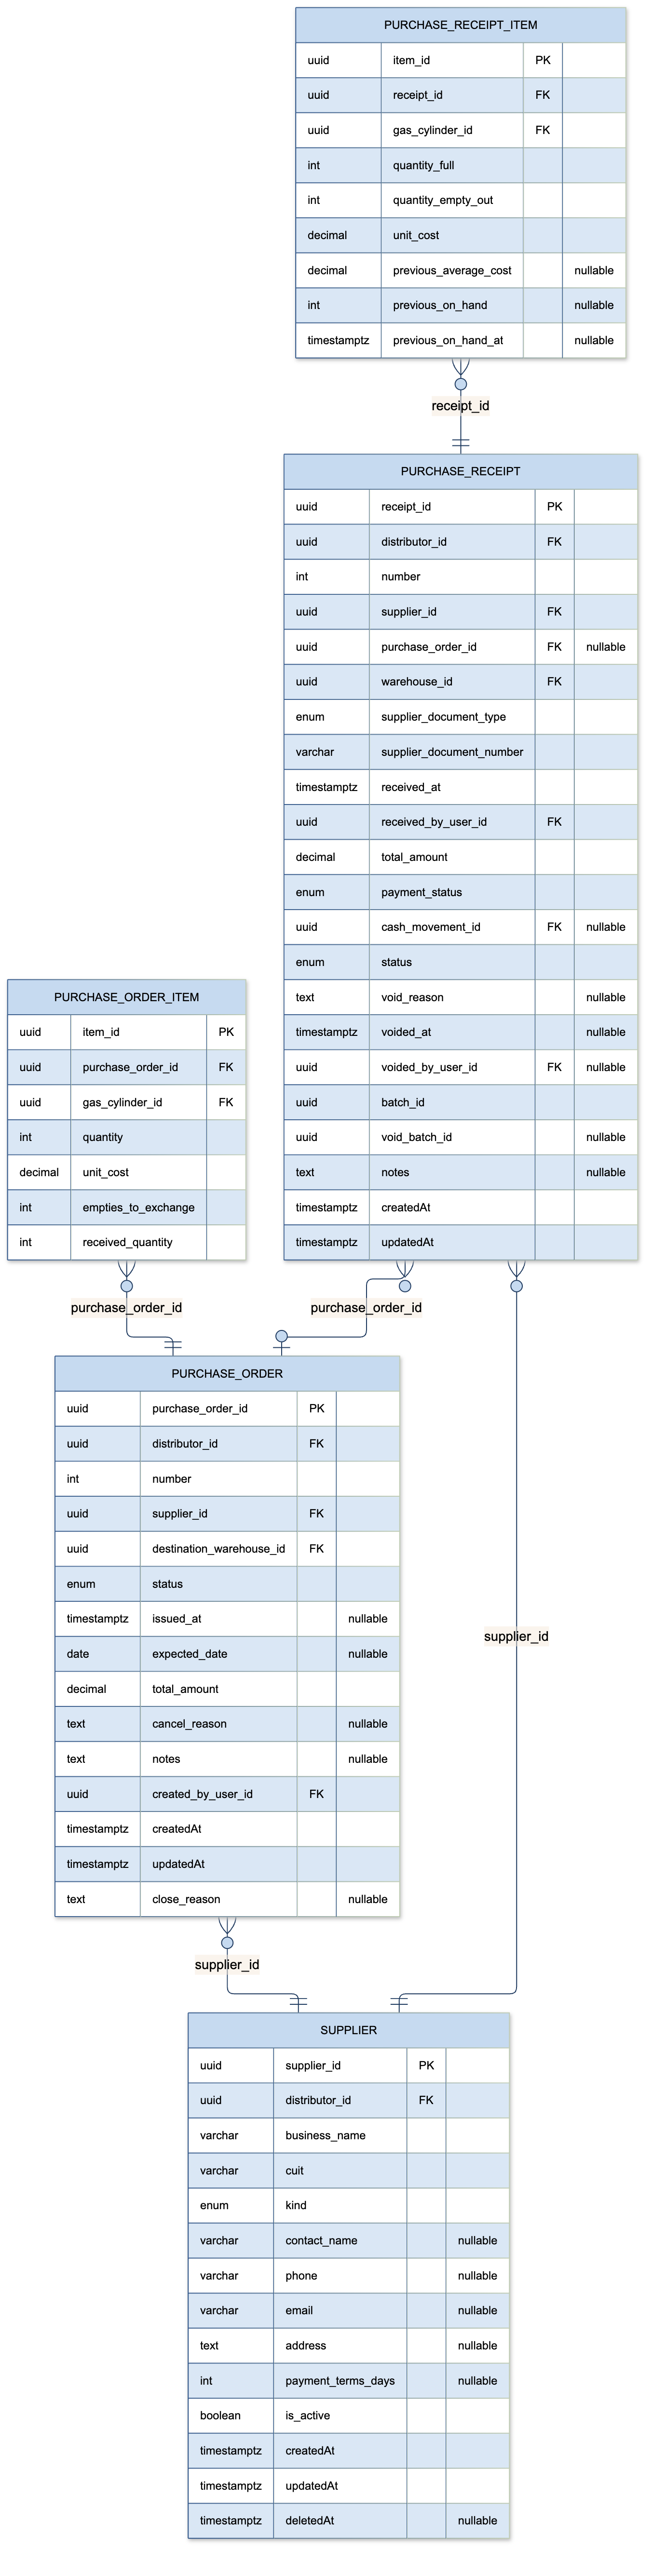 PURCHASE_RECEIPT_ITEM
uuid item_id PK
uuid receipt_id FK
uuid gas_cylinder_id FK
int quantity_full
int quantity_empty_out
decimal unit_cost
decimal previous_average_cost nullable
int previous_on_hand nullable
timestamptz previous_on_hand_at nullable
receipt_id
PURCHASE_RECEIPT
uuid receipt_id PK
uuid distributor_id FK
int number
uuid supplier_id FK
uuid purchase_order_id FK nullable
uuid warehouse_id FK
enum supplier_document_type
varchar supplier_document_number
timestamptz received_at
uuid received_by_user_id FK
decimal total_amount
enum payment_status
uuid cash_movement_id FK nullable
enum status
text void_reason nullable
timestamptz voided_at nullable
uuid voided_by_user_id FK nullable
uuid batch_id
uuid void_batch_id nullable
text notes nullable
timestamptz createdAt
timestamptz updatedAt
PURCHASE_ORDER_ITEM
uuid item_id PK
uuid purchase_order_id FK
uuid gas_cylinder_id FK
int quantity
decimal unit_cost
int empties_to_exchange
int received_quantity
purchase_order_id
purchase_order_id
PURCHASE_ORDER
uuid purchase_order_id PK
uuid distributor_id FK
int number
uuid supplier_id FK
uuid destination_warehouse_id FK
enum status
timestamptz issued_at nullable
date expected_date nullable
decimal total_amount
text cancel_reason nullable
text notes nullable
uuid created_by_user_id FK
timestamptz createdAt
timestamptz updatedAt
text close_reason nullable
supplier_id
supplier_id
SUPPLIER
uuid supplier_id PK
uuid distributor_id FK
varchar business_name
varchar cuit
enum kind
varchar contact_name nullable
varchar phone nullable
varchar email nullable
text address nullable
int payment_terms_days nullable
boolean is_active
timestamptz createdAt
timestamptz updatedAt
timestamptz deletedAt nullable